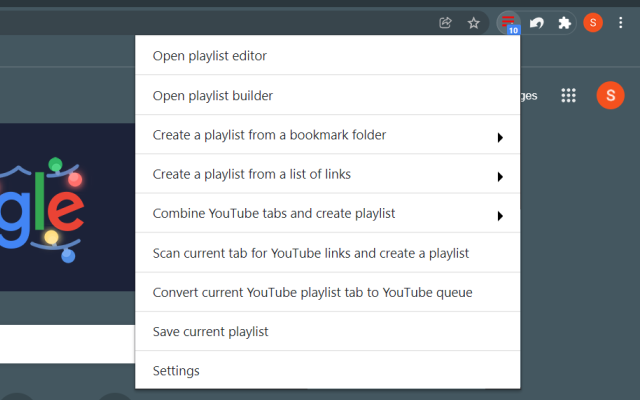 S
10
Open playlist editor
Open playlist builder
ges
S
Create a playlist from a bookmark folder
Create a playlist from a list of links
gle
Combine YouTube tabs and create playlist
Scan current tab for YouTube links and create a playlist
Convert current YouTube playlist tab to YouTube queue
Save current playlist
Settings